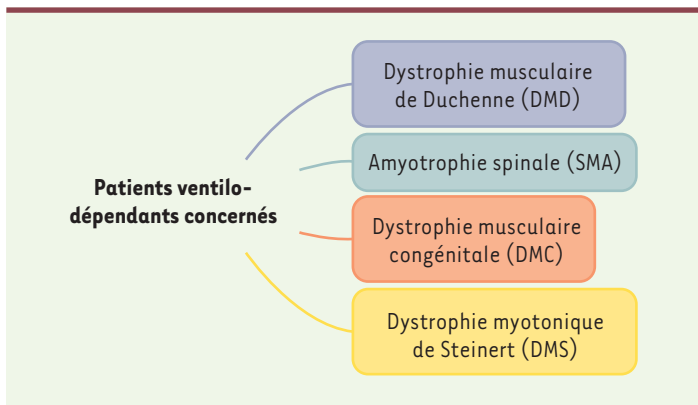 Dystrophie musculaire
de Duchenne (DMD)
Amyotrophie spinale (SMA)
Patients ventilo-
dépendants concernés
Dystrophie musculaire
congénitale (DMC)
Dystrophie myotonique
de Steinert (DMS)